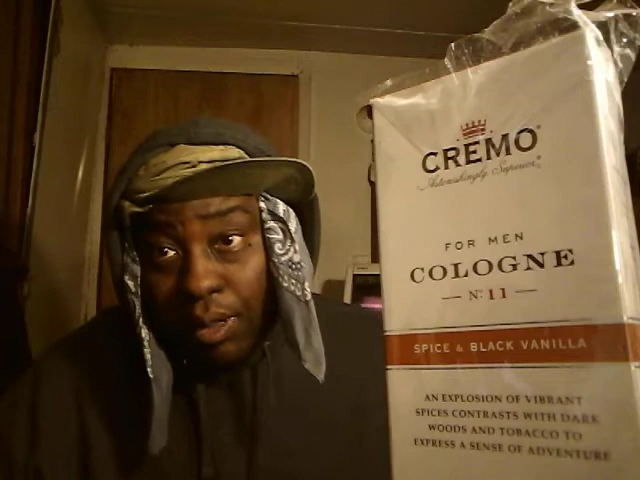 CREMO®
Astonishingly Superior®
FOR MEN
COLOGNE
Nº 11
SPICE & BLACK VANILLA
AN EXPLOSION OF VIBRANT
SPICES CONTRASTS WITH DARK
WOODS AND TOBACCO TO
EXPRESS A SENSE OF ADVENTURE